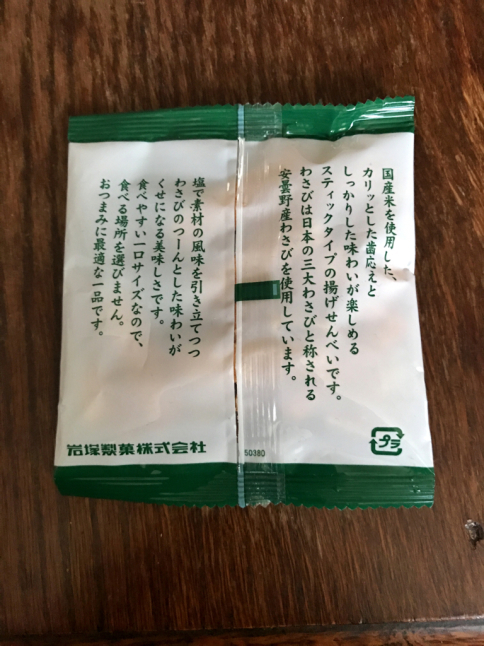 国産米を使用した、
カリッとした歯応えと
しっかりした味わいが楽しめる
スティックタイプの揚げせんべいです。
わさびは日本の三大わさびと称される
安曇野産わさびを使用しています。
塩で素材の風味を引き立てつつ
わさびのつーんとした味わいが
くせになる美味しさです。
食べやすい一口サイズなので、
食べる場所を選びません。
おつまみに最適な一品です。
岩塚製菓株式会社
50380
プラ